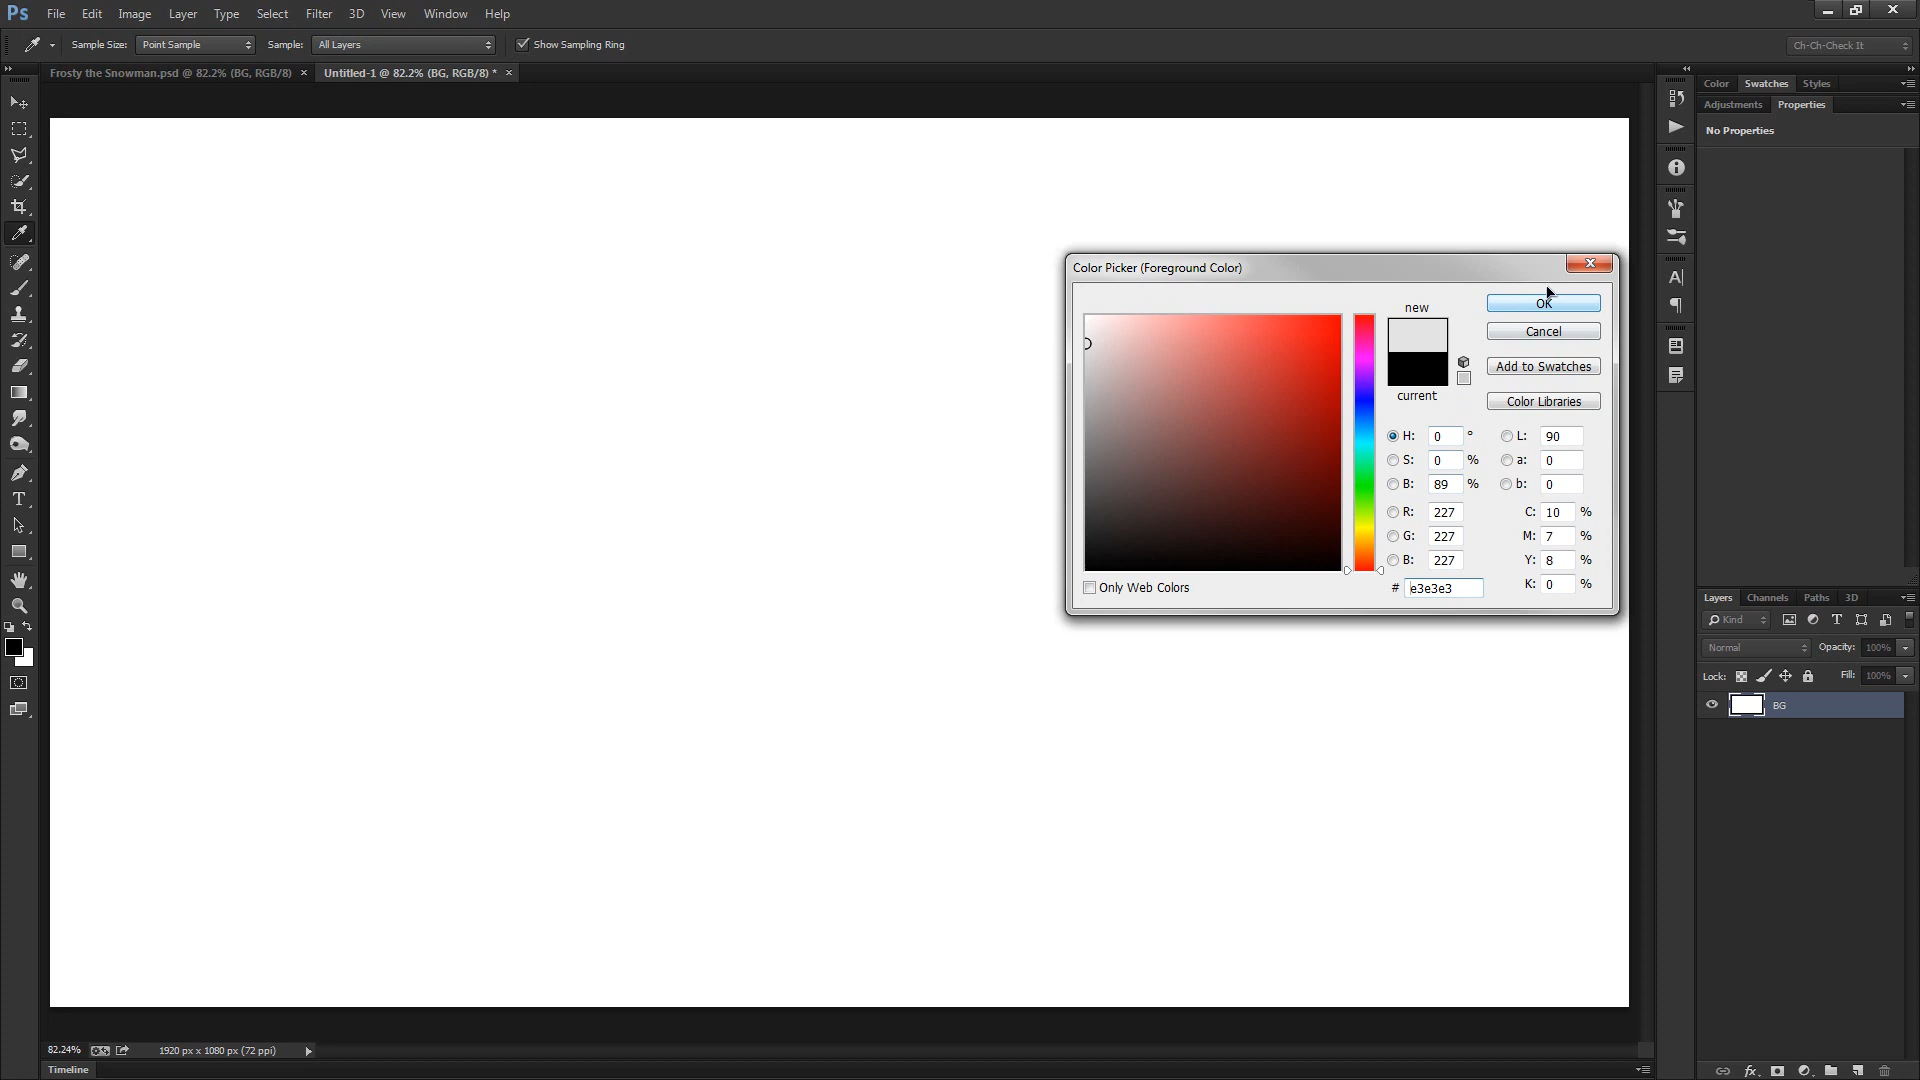 Ps File Edit Image Layer Type Select Filter 3D View Window Help
Sample Size: Point Sample Sample: All Layers Show Sampling Ring Ch-Ch-Check It
Frosty the Snowman.psd @ 82.2% (BG, RGB/8) × Untitled-1 @ 82.2% (BG, RGB/8) * ×
Color Swatches Styles
Adjustments Properties
No Properties
Color Picker (Foreground Color)
new
OK
Cancel
Add to Swatches
current
Color Libraries
H: 0 ° L: 90
S: 0 % a: 0
B: 89 % b: 0
R: 227 C: 10 %
G: 227 M: 7 %
B: 227 Y: 8 %
Only Web Colors # e3e3e3 K: 0 %
Layers Channels Paths 3D
Kind
Normal Opacity: 100%
Lock: Fill: 100%
BG
82.24% 1920 px x 1080 px (72 ppi)
Timeline